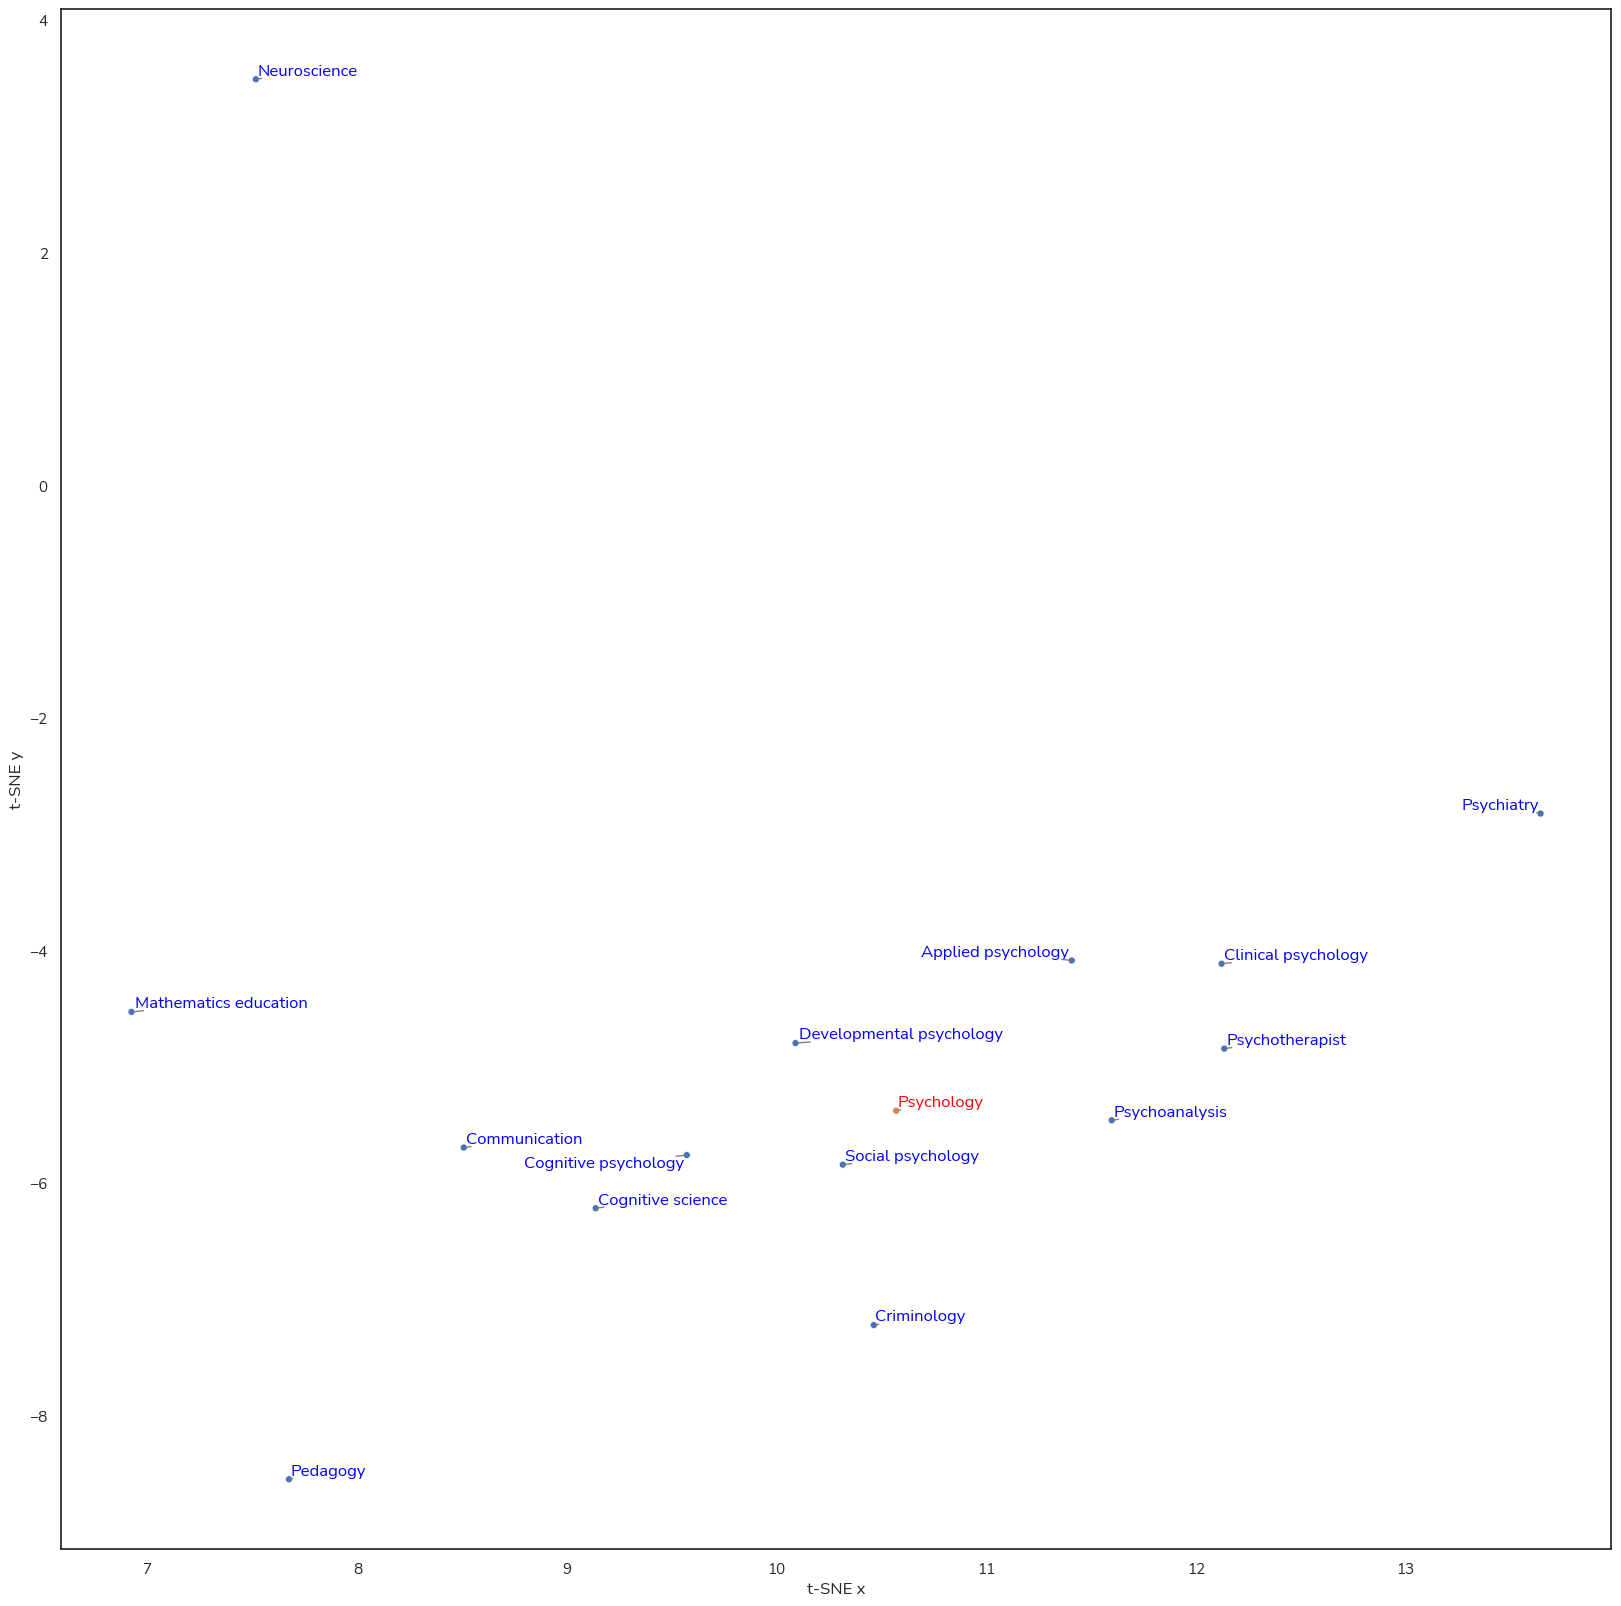 4
Neuroscience
2
0
−2
t-SNE y
Psychiatry
−4
Applied psychology
Clinical psychology
Mathematics education
Developmental psychology
Psychotherapist
Psychology
Psychoanalysis
Communication
Cognitive psychology
Social psychology
−6
Cognitive science
Criminology
−8
Pedagogy
7 8 9 10 11 12 13
t-SNE x